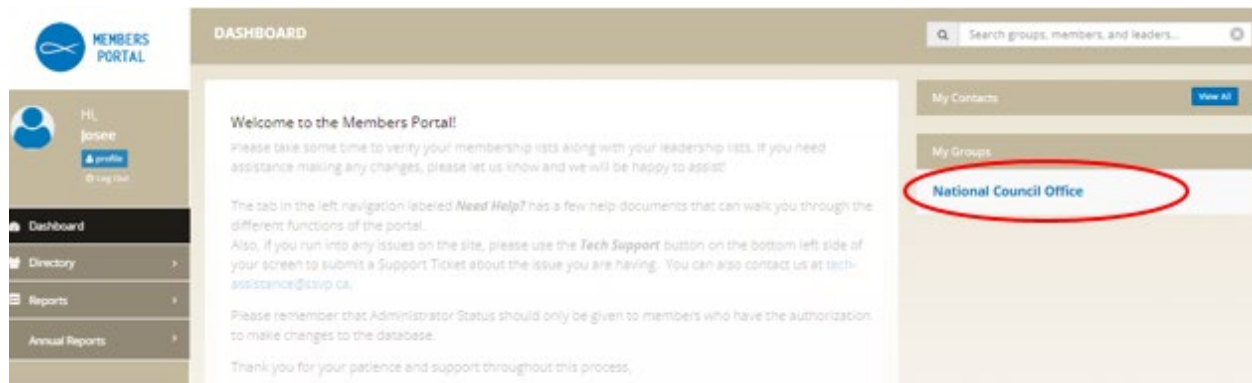 MEMBERS
PORTAL
DASHBOARD
Search groups, members, and leaders...
Hi,
Josee
profile
Log Out
Dashboard
Directory
Reports
Annual Reports
Welcome to the Members Portal!
Please take some time to verify your membership lists along with your leadership lists. If you need
assistance making any changes, please let us know and we will be happy to assist!
The tab in the left navigation labeled Need Help? has a few help documents that can walk you through the
different functions of the portal.
Also, if you run into any issues on the site, please use the Tech Support button on the bottom left side of
your screen to submit a Support Ticket about the issue you are having. You can also contact us at tech-
assistance@ssvp.ca.
Please remember that Administrator Status should only be given to members who have the authorization
to make changes to the database.
Thank you for your patience and support throughout this process,
My Contacts
View All
My Groups
National Council Office